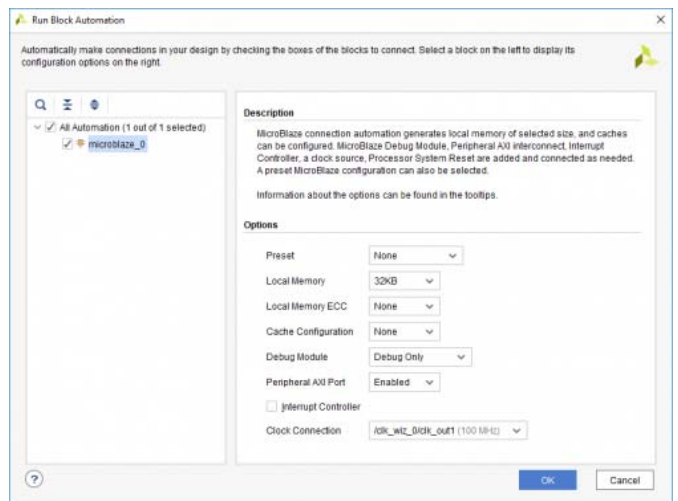 Run Block Automation
Automatically make connections in your design by checking the boxes of the blocks to connect. Select a block on the left to display its
configuration options on the right.
All Automation (1 out of 1 selected)
microblaze_0
Description
MicroBlaze connection automation generates local memory of selected size, and caches
can be configured. MicroBlaze Debug Module, Peripheral AXI interconnect, Interrupt
Controller, a clock source, Processor System Reset are added and connected as needed.
A preset MicroBlaze configuration can also be selected.
Information about the options can be found in the tooltips.
Options
Preset None
Local Memory 32KB
Local Memory ECC None
Cache Configuration None
Debug Module Debug Only
Peripheral AXI Port Enabled
Interrupt Controller
Clock Connection /clk_wiz_0/clk_out1 (100 MHz)
? OK Cancel